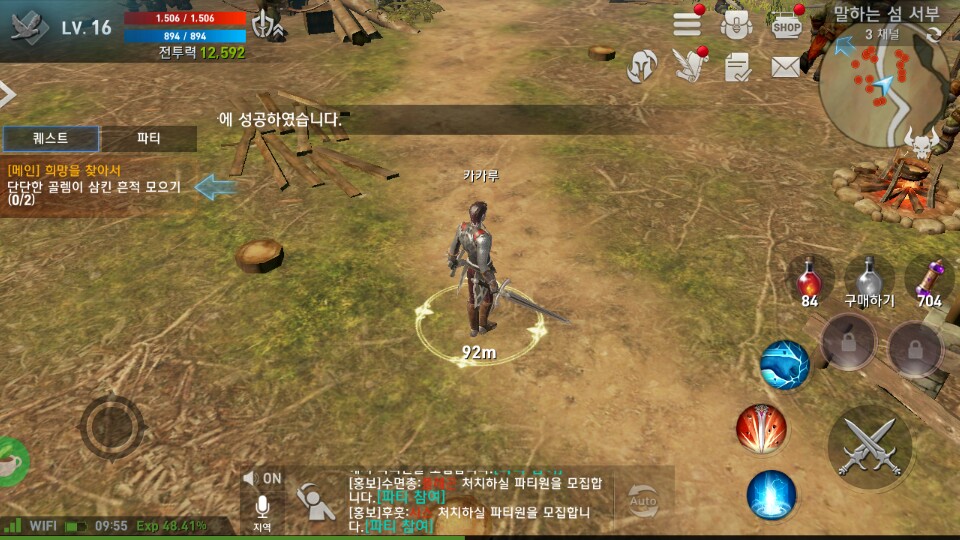 LV. 16
1.506 / 1.506
894 / 894
전투력 12,592
SHOP
말하는 섬 서부
3 채널
에 성공하였습니다.
퀘스트
파티
[메인] 희망을 찾아서
단단한 골렘이 삼킨 흔적 모으기
(0/2)
카카루
92m
84
구매하기
704
ON
지역
[홍보]수면총: 처치하실 파티원을 모집합
니다.[파티 참여]
[홍보]후웃: 처치하실 파티원을 모집합니
다.[파티 참여]
Auto
WIFI
09:55
Exp 48.41%